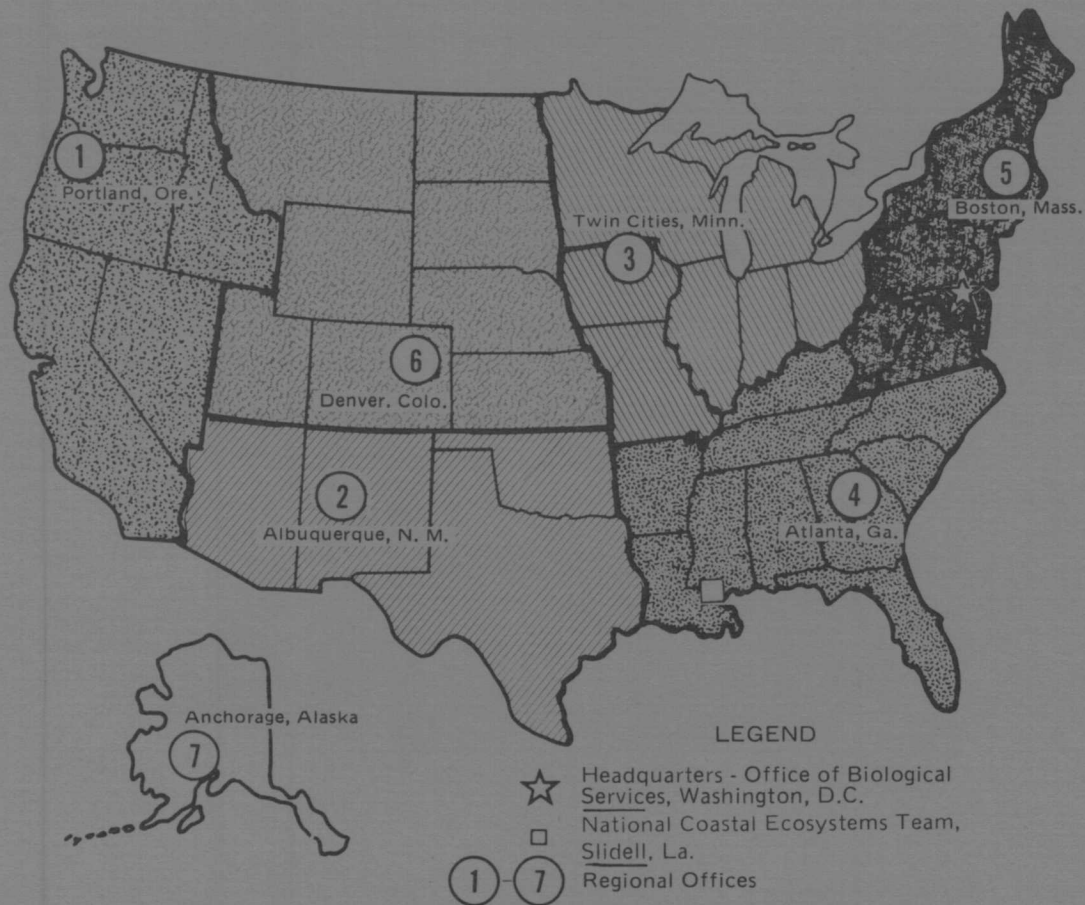 1
Portland, Ore.
5
Boston, Mass.
Twin Cities, Minn.
3
6
Denver. Colo.
2
Albuquerque, N. M.
4
Atlanta, Ga.
Anchorage, Alaska
7
LEGEND
Headquarters - Office of Biological
Services, Washington, D.C.
National Coastal Ecosystems Team,
Slidell, La.
1-7 Regional Offices